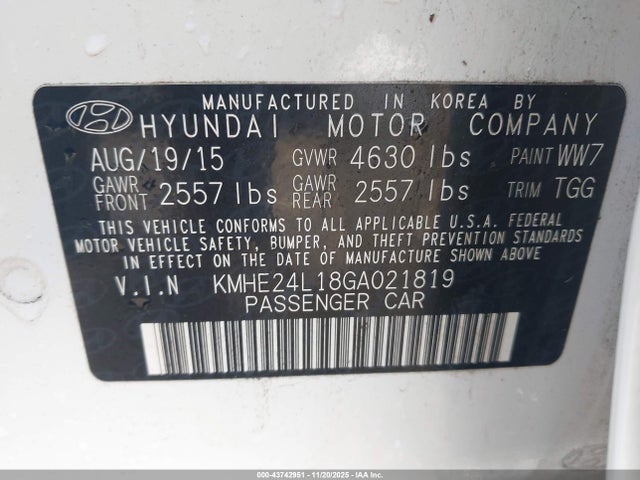 MANUFACTURED IN KOREA BY
HYUNDAI MOTOR COMPANY
AUG/19/15 GVWR 4630 lbs PAINT WW7
GAWR FRONT 2557 lbs GAWR REAR 2557 lbs TRIM TGG
THIS VEHICLE CONFORMS TO ALL APPLICABLE U.S.A. FEDERAL
MOTOR VEHICLE SAFETY, BUMPER, AND THEFT PREVENTION STANDARDS
IN EFFECT ON THE DATE OF MANUFACTURE SHOWN ABOVE.
V.I.N KMHE24L18GA021819
PASSENGER CAR
000-43742951 - 11/20/2025 - IAA Corp.